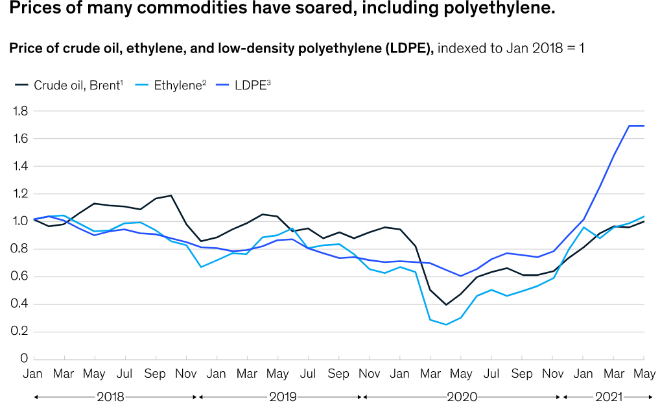 Prices of many commodities have soared, including polyethylene.
Price of crude oil, ethylene, and low-density polyethylene (LDPE), indexed to Jan 2018 = 1
Crude oil, Brent¹ Ethylene² LDPE³
1.8
1.6
1.4
1.2
1.0
0.8
0.6
0.4
0.2
0
Jan Mar May Jul Sep Nov Jan Mar May Jul Sep Nov Jan Mar May Jul Sep Nov Jan Mar May
2018 2019 2020 2021